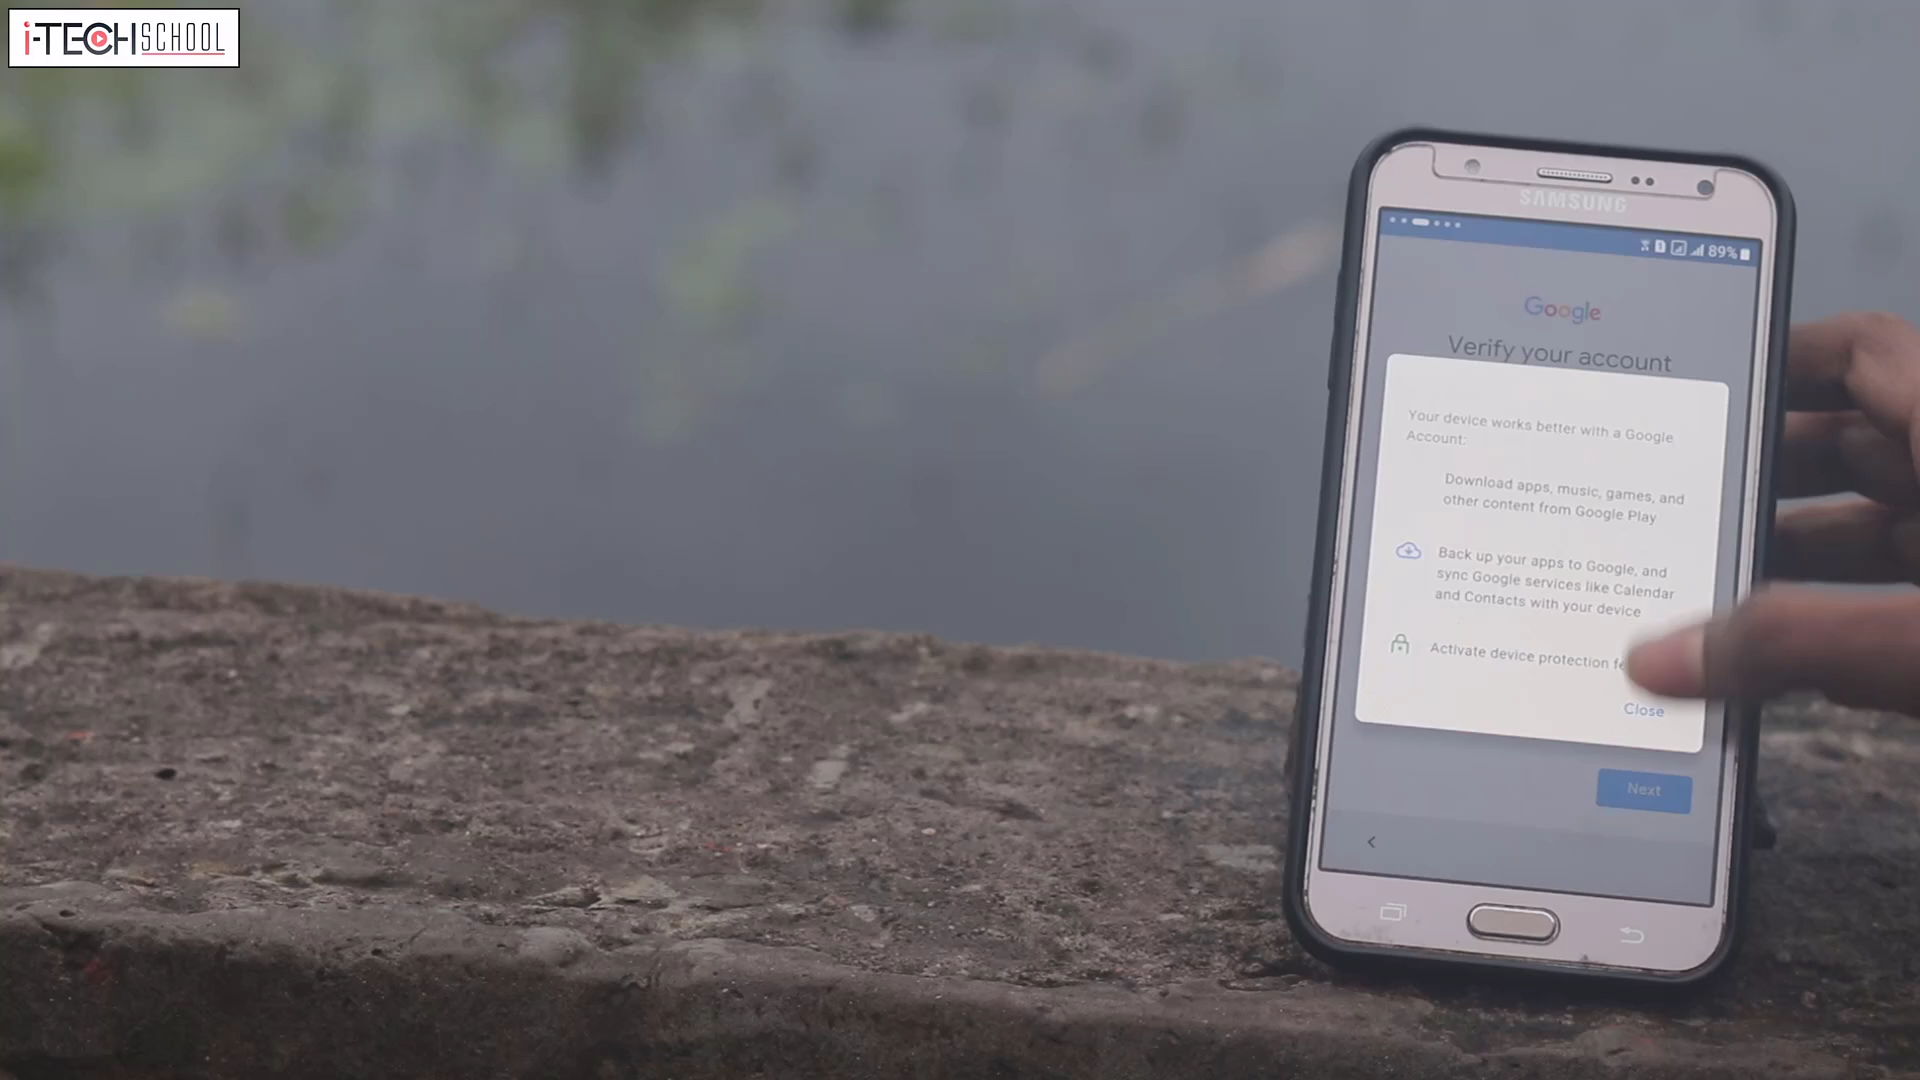 i-TECH SCHOOL
SAMSUNG
89%
Google
Verify your account
Your device works better with a Google
Account:
Download apps, music, games, and
other content from Google Play
Back up your apps to Google, and
sync Google services like Calendar
and Contacts with your device
Activate device protection
Close
Next